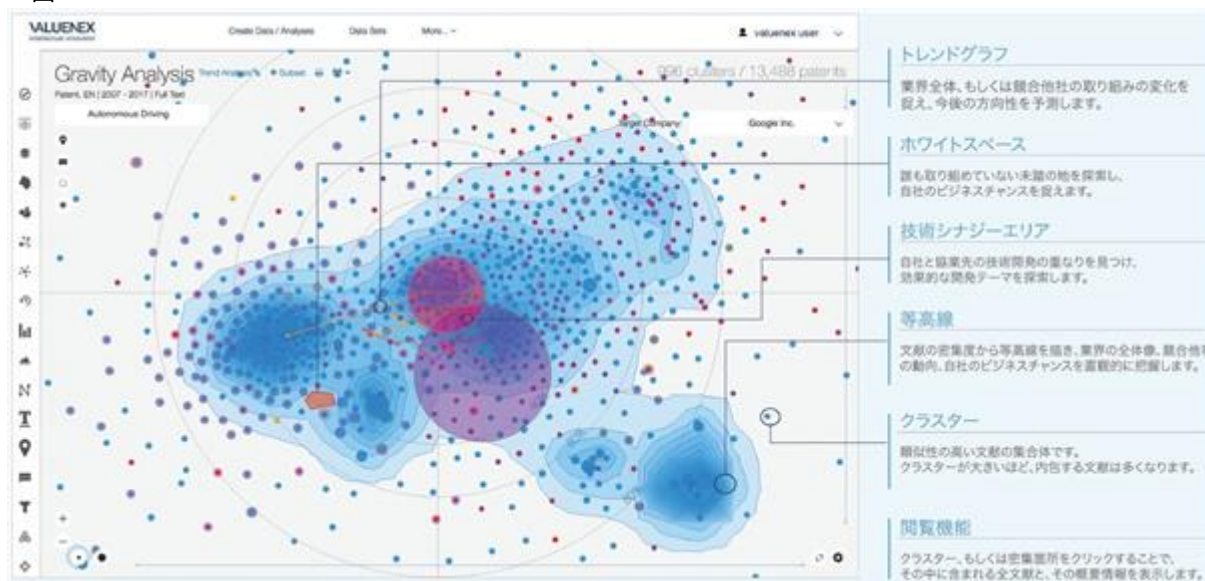 VALUENEX
Create Data / Analyses
Data Sets
More...
valuenex user
Gravity Analysis
Trend Analysis
Subset
996 clusters / 13,488 patents
Patent, EN | 2007 - 2017 | Full Text
Autonomous Driving
Target Company:
Google Inc.
トレンドグラフ
業界全体、もしくは競合他社の取り組みの変化を
捉え、今後の方向性を予測します。
ホワイトスペース
誰も取り組めていない未踏の地を探索し、
自社のビジネスチャンスを捉えます。
技術シナジーエリア
自社と協業先の技術開発の重なりを見つけ、
効果的な開発テーマを探索します。
等高線
文献の密集度から等高線を描き、業界の全体像、競合他
の動向、自社のビジネスチャンスを直観的に把握します。
クラスター
類似性の高い文献の集合体です。
クラスターが大きいほど、内包する文献は多くなります。
閲覧機能
クラスター、もしくは密集箇所をクリックすることで、
その中に含まれる全文献と、その概要情報を表示します。